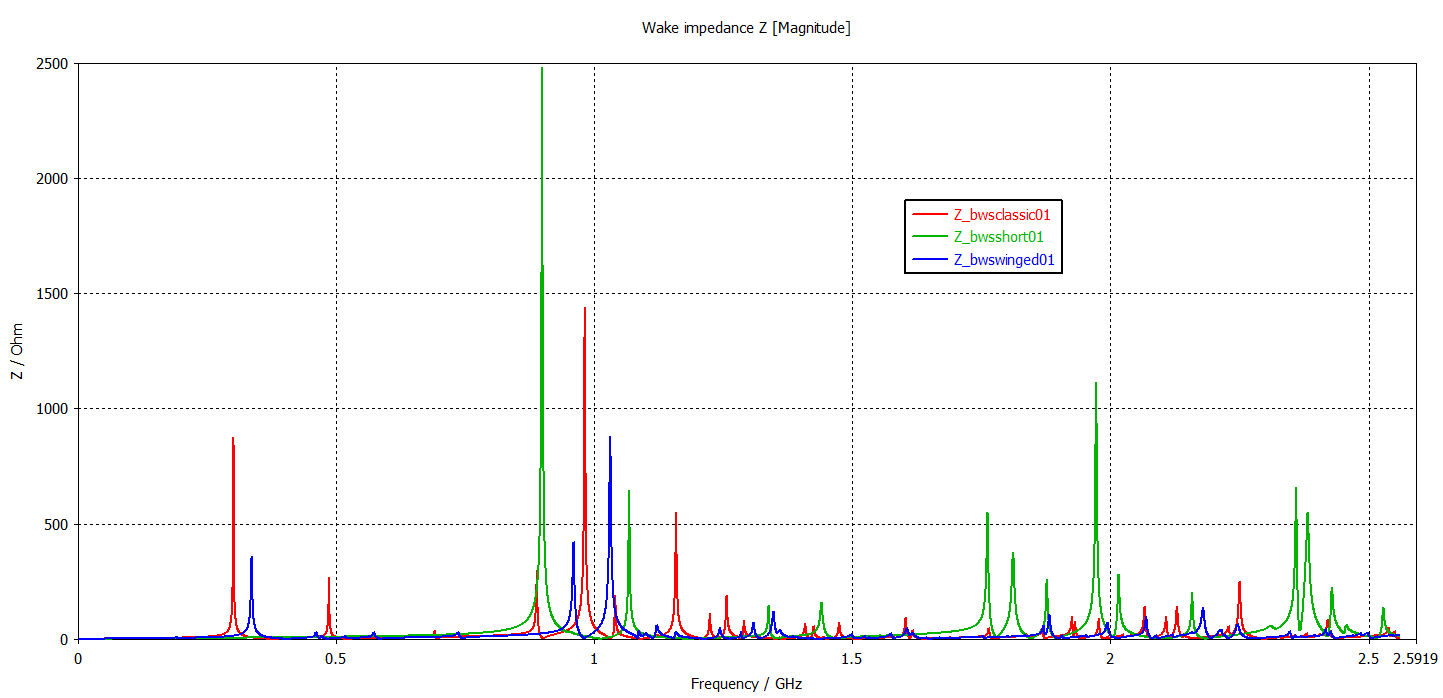 Wake impedance Z [Magnitude]
2500
2000
1500
1000
500
0
Z / Ohm
Z_bwsclassic01
Z_bwsshort01
Z_bwswinged01
0 0.5 1 1.5 2 2.5 2.5919
Frequency / GHz